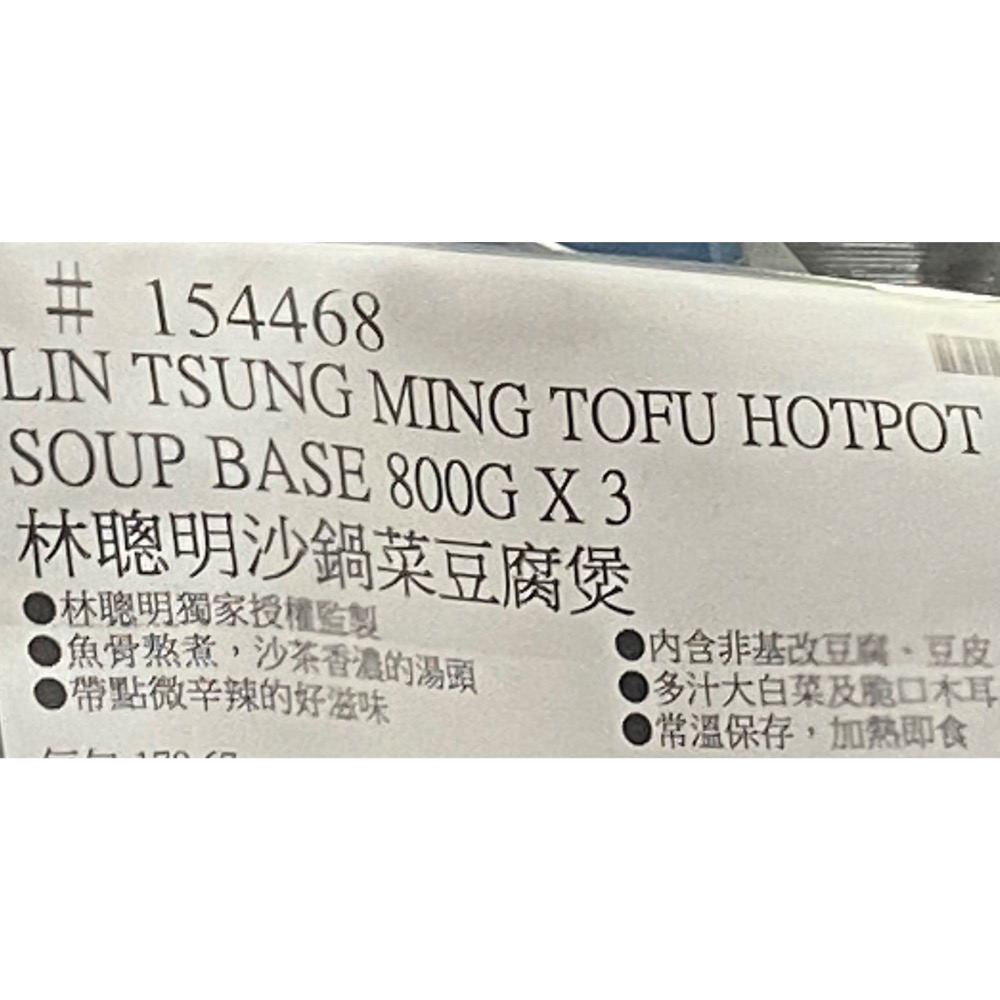 # 154468
LIN TSUNG MING TOFU HOTPOT
SOUP BASE 800G X 3
林聰明沙鍋菜豆腐煲
●林聰明獨家授權監製
●魚骨熬煮，沙茶香濃的湯頭
●帶點微辛辣的好滋味
●內含非基改豆腐、豆皮
●多汁大白菜及脆口木耳
●常溫保存，加熱即食